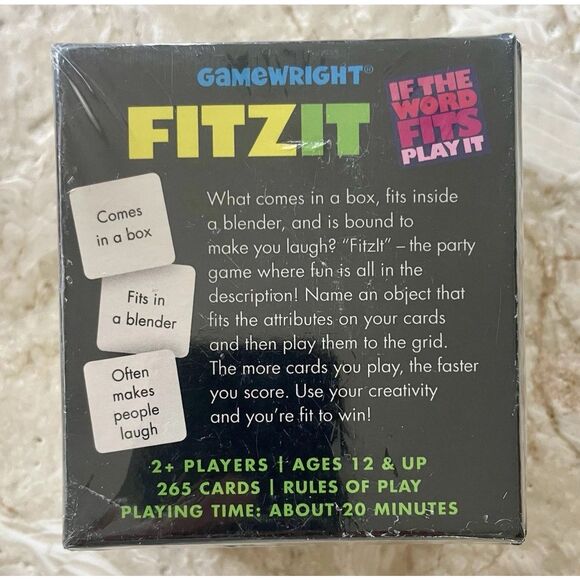 GAMEWRIGHT®
FITZIT
IF THE
WORD
FITS
PLAY IT
Comes
in a box
Fits in
a blender
Often
makes
people
laugh
What comes in a box, fits inside
a blender, and is bound to
make you laugh? “FitzIt” – the party
game where fun is all in the
description! Name an object that
fits the attributes on your cards
and then play them to the grid.
The more cards you play, the faster
you score. Use your creativity
and you’re fit to win!
2+ PLAYERS | AGES 12 & UP
265 CARDS | RULES OF PLAY
PLAYING TIME: ABOUT 20 MINUTES